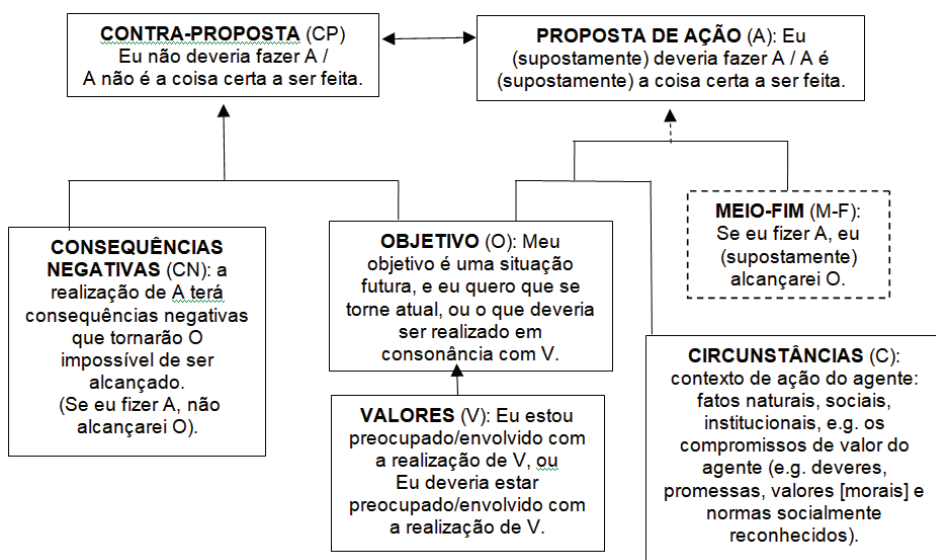 CONTRA-PROPOSTA (CP)
Eu não deveria fazer A /
A não é a coisa certa a ser feita.
PROPOSTA DE AÇÃO (A): Eu
(supostamente) deveria fazer A / A é
(supostamente) a coisa certa a ser feita.
CONSEQUÊNCIAS
NEGATIVAS (CN): a
realização de A terá
consequências negativas
que tornarão O
impossível de ser
alcançado.
(Se eu fizer A, não
alcançarei O).
OBJETIVO (O): Meu
objetivo é uma situação
futura, e eu quero que se
torne atual, ou o que deveria
ser realizado em
consonância com V.
MEIO-FIM (M-F):
Se eu fizer A, eu
(supostamente)
alcançarei O.
VALORES (V): Eu estou
preocupado/envolvido com
a realização de V, ou
Eu deveria estar
preocupado/envolvido com
a realização de V.
CIRCUNSTÂNCIAS (C):
contexto de ação do agente:
fatos naturais, sociais,
institucionais, e.g. os
compromissos de valor do
agente (e.g. deveres,
promessas, valores [morais] e
normas socialmente
reconhecidos).